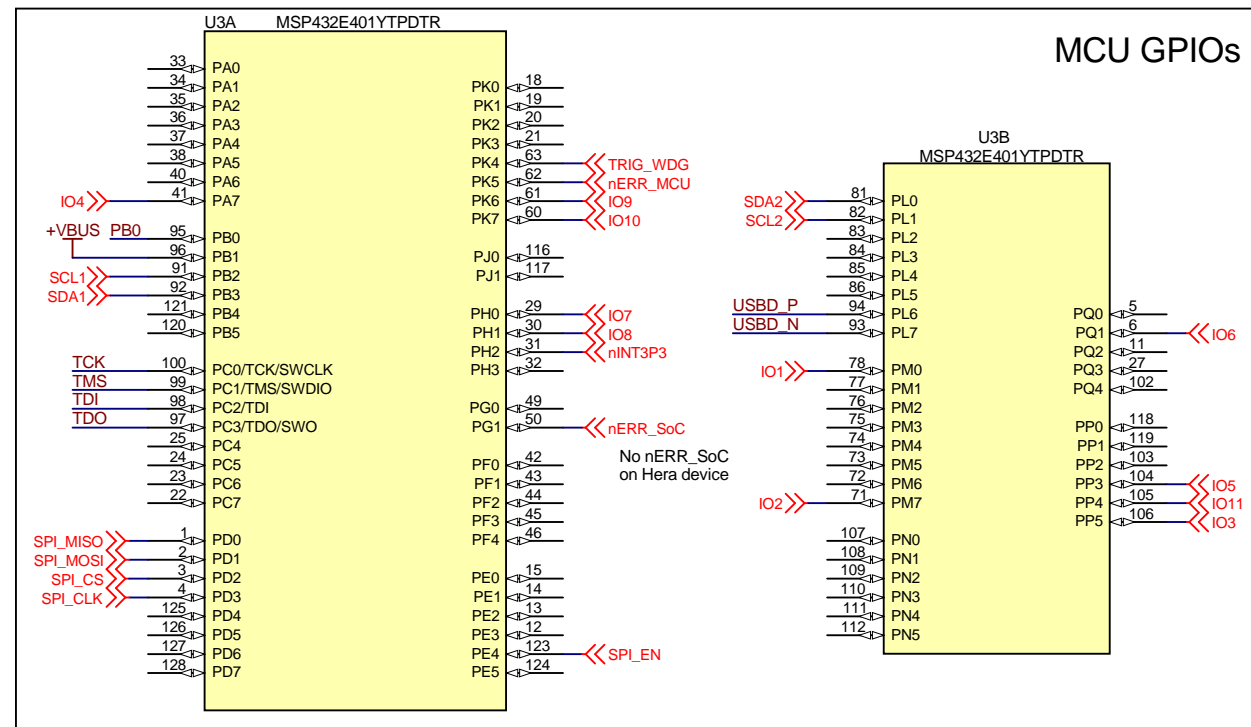 MCU GPIOs
U3A MSP432E401YTPDTR
33 PA0
34 PA1
35 PA2
36 PA3
37 PA4
38 PA5
40 PA6
IO4 41 PA7
+VBUS PB0 95 PB0
96 PB1
SCL1 91 PB2
SDA1 92 PB3
121 PB4
120 PB5
TCK 100 PC0/TCK/SWCLK
TMS 99 PC1/TMS/SWDIO
TDI 98 PC2/TDI
TDO 97 PC3/TDO/SWO
25 PC4
24 PC5
23 PC6
22 PC7
SPI_MISO 1 PD0
SPI_MOSI 2 PD1
SPI_CS 3 PD2
SPI_CLK 4 PD3
125 PD4
126 PD5
127 PD6
128 PD7
PK0 18
PK1 19
PK2 20
PK3 21
PK4 63 TRIG_WDG
PK5 62 nERR_MCU
PK6 61 IO9
PK7 60 IO10
PJ0 116
PJ1 117
PH0 29 IO7
PH1 30 IO8
PH2 31 nINT3P3
PH3 32
PG0 49
PG1 50 nERR_SoC
No nERR_SoC
on Hera device
PF0 42
PF1 43
PF2 44
PF3 45
PF4 46
PE0 15
PE1 14
PE2 13
PE3 12
PE4 123 SPI_EN
PE5 124
U3B
MSP432E401YTPDTR
SDA2 81 PL0
SCL2 82 PL1
83 PL2
84 PL3
85 PL4
86 PL5
USBD_P 94 PL6
USBD_N 93 PL7
IO1 78 PM0
77 PM1
76 PM2
75 PM3
74 PM4
73 PM5
72 PM6
IO2 71 PM7
107 PN0
108 PN1
109 PN2
110 PN3
111 PN4
112 PN5
PQ0 5
PQ1 6 IO6
PQ2 11
PQ3 27
PQ4 102
PP0 118
PP1 119
PP2 103
PP3 104 IO5
PP4 105 IO11
PP5 106 IO3